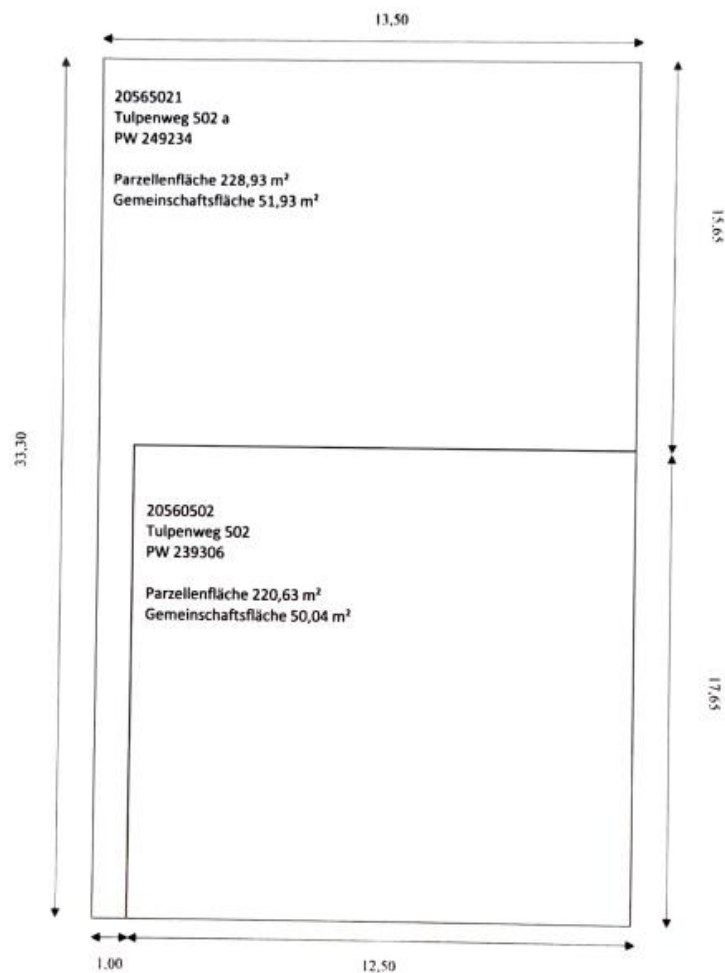 13,50
20565021
Tulpenweg 502 a
PW 249234
Parzellenfläche 228,93 m²
Gemeinschaftsfläche 51,93 m²
15,65
33,30
20560502
Tulpenweg 502
PW 239306
Parzellenfläche 220,63 m²
Gemeinschaftsfläche 50,04 m²
17,65
1.00
12,50